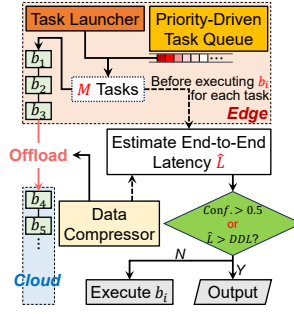 Task Launcher
Priority-Driven
Task Queue
b₁
M Tasks
Before executing bᵢ
for each task
b₂
b₃
Edge
Offload
Estimate End-to-End
Latency L̂
b₄
b₅
Cloud
Data
Compressor
Conf.> 0.5
or
L̂ > DDL?
N
Y
Execute bᵢ
Output